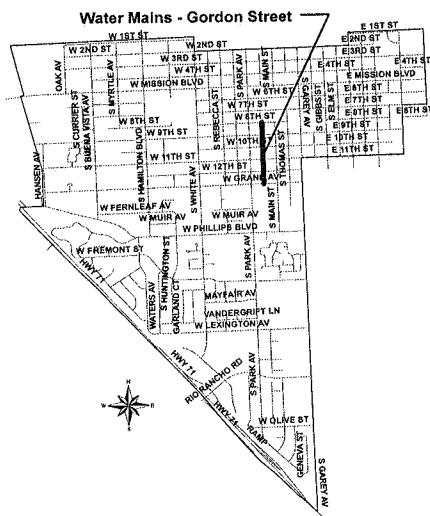 Water Mains - Gordon Street
E 1ST ST
W 1ST ST
E 2ND ST
W 2ND ST
W 2ND ST
E 3RD ST
W 3RD ST
E 4TH ST
E 4TH ST
W 4TH ST
OAK AV
S MYRTLE AV
W MISSION BLVD
S PARK AV
S MAIN ST
S GAREY AV
E MISSION BLVD
W 6TH ST
E 6TH ST
S CURRIER ST
S BUENA VISTA AV
S REBECCA ST
W 7TH ST
S GIBBS ST
S ELM ST
E 7TH ST
W 8TH ST
W 8TH ST
E 8TH ST
E 8TH ST
W 9TH ST
E 9TH ST
S HAMILTON BLVD
W 10TH ST
E 10TH ST
W 11TH ST
E 11TH ST
HANSEN AV
W 12TH ST
S THOMAS ST
W GRAND AV
S WHITE AV
W FERNLEAF AV
S MAIN ST
W MUIR AV
W MUIR AV
W PHILLIPS BLVD
W FREMONT ST
S HUNTINGTON ST
S PARK AV
HWY 71
WATERS AV
GARLAND CT
MAYFAIR AV
VANDERGRIFT LN
W LEXINGTON AV
HWY 71
RIO RANCHO RD
S PARK AV
N
W
E
S
HWY 71
RAMP
W OLIVE ST
GENEVA ST
S GAREY AV